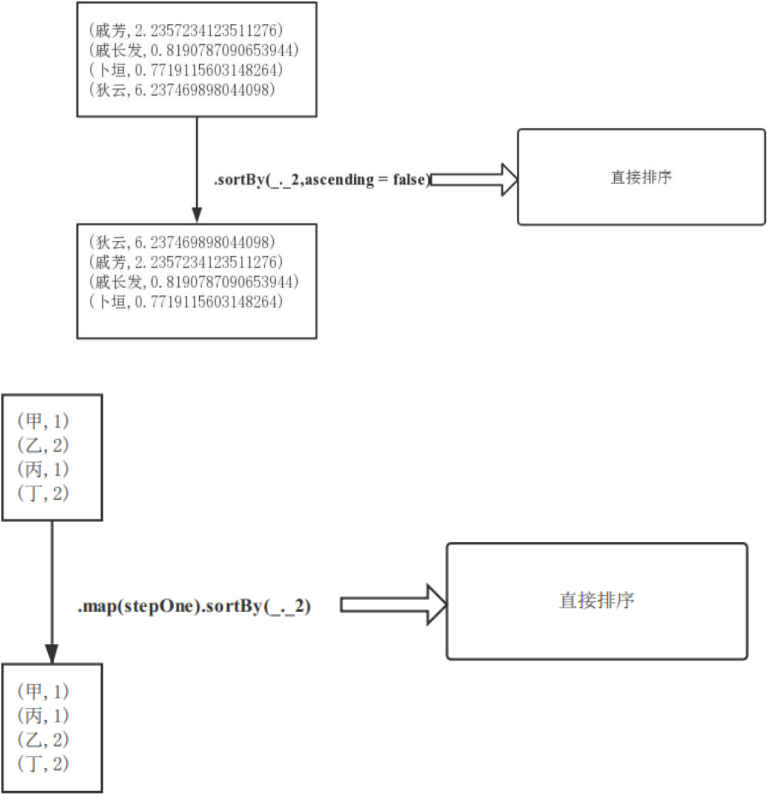 (戚芳,2.2357234123511276)
(戚长发,0.8190787090653944)
(卜垣,0.7719115603148264)
(狄云,6.237469898044098)
.sortBy(_._2,ascending = false)
直接排序
(狄云,6.237469898044098)
(戚芳,2.2357234123511276)
(戚长发,0.8190787090653944)
(卜垣,0.7719115603148264)
(甲,1)
(乙,2)
(丙,1)
(丁,2)
.map(stepOne).sortBy(_._2)
直接排序
(甲,1)
(丙,1)
(乙,2)
(丁,2)